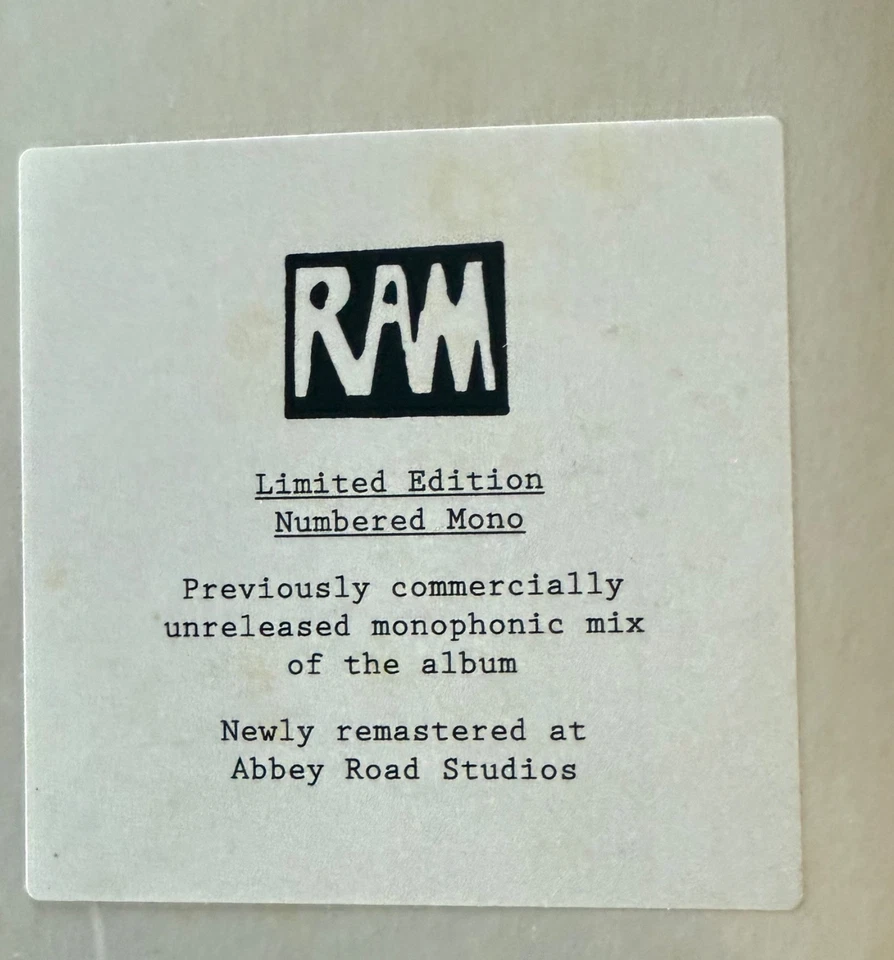 RAM
Limited Edition
Numbered Mono
Previously commercially
unreleased monophonic mix
of the album
Newly remastered at
Abbey Road Studios